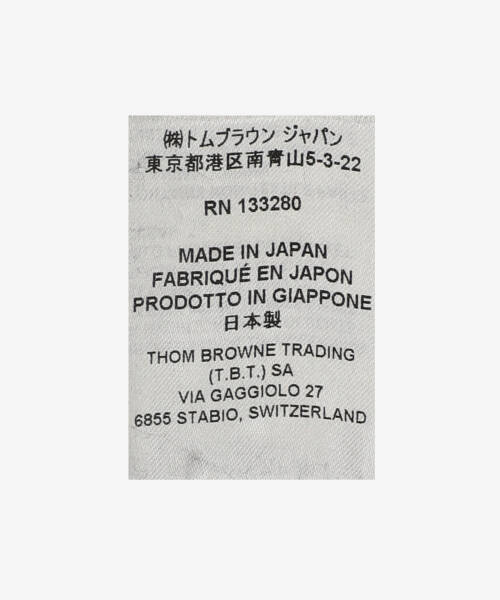 ㈱トムブラウン ジャパン
東京都港区南青山5-3-22
RN 133280
MADE IN JAPAN
FABRIQUÉ EN JAPON
PRODOTTO IN GIAPPONE
日本製
THOM BROWNE TRADING
(T.B.T.) SA
VIA GAGGIOLO 27
6855 STABIO, SWITZERLAND